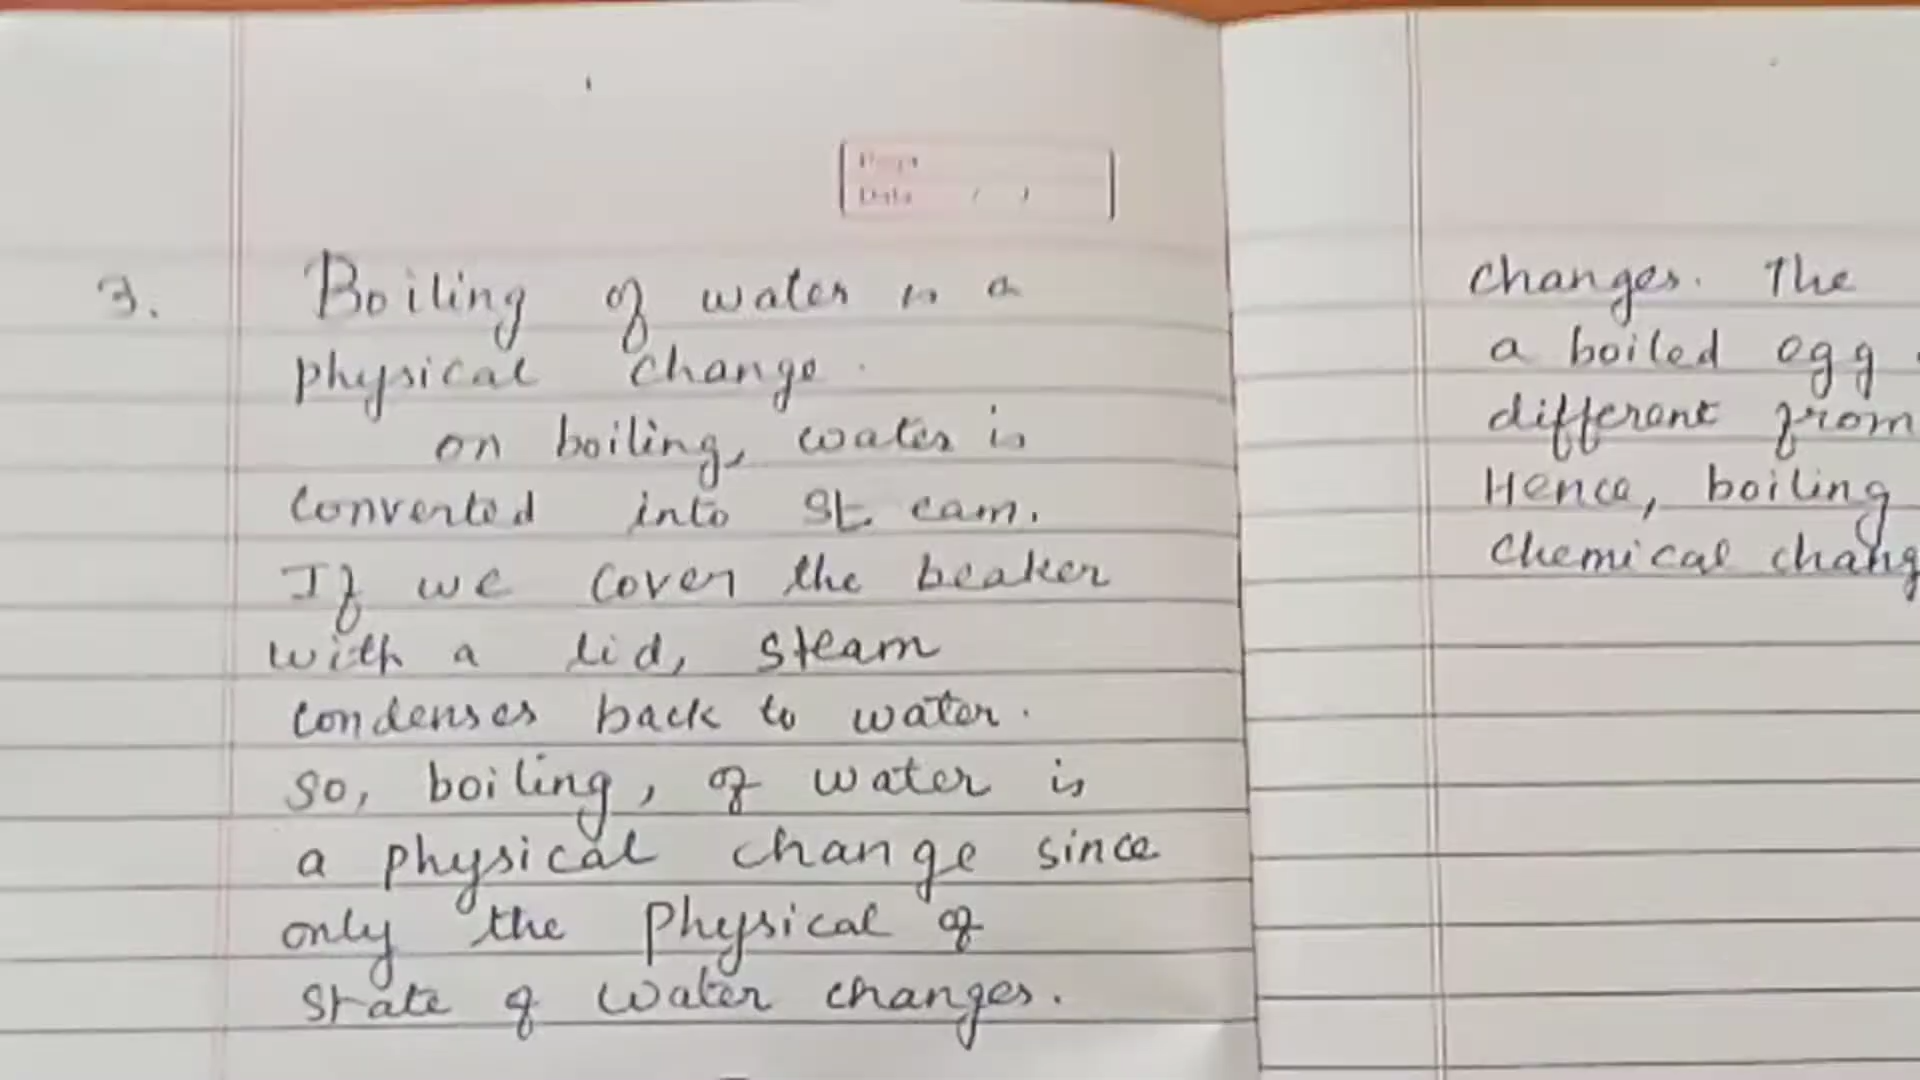 Page
Date / /
3. Boiling of water is a
physical change.
on boiling, water is
converted into St eam.
If we cover the beaker
with a lid, steam
condenses back to water.
so, boiling, of water is
a physical change since
only the Physical of
State of water changes.
changes. The
a boiled egg
different from
Hence, boiling
chemical chang